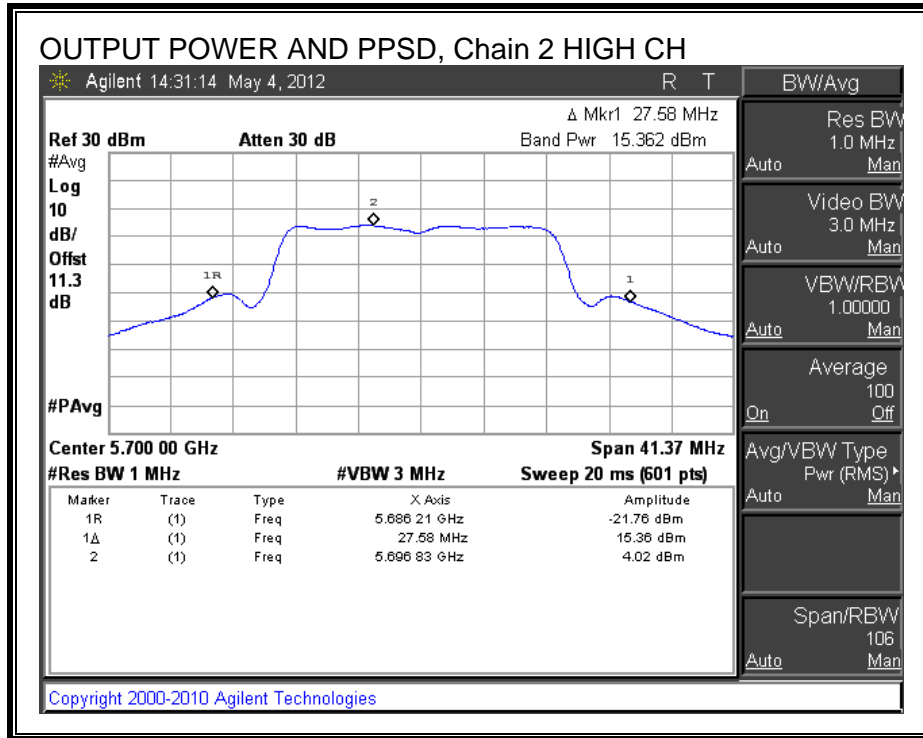 OUTPUT POWER AND PPSD, Chain 2 HIGH CH
Agilent 14:31:14 May 4, 2012 R T
BW/Avg
Δ Mkr1 27.58 MHz
Ref 30 dBm Atten 30 dB Band Pwr 15.362 dBm
#Avg
Log
10
dB/
Offst
11.3
dB
#PAvg
2
1R
1
Center 5.700 00 GHz Span 41.37 MHz
#Res BW 1 MHz #VBW 3 MHz Sweep 20 ms (601 pts)
Marker Trace Type X Axis Amplitude
1R (1) Freq 5.686 21 GHz -21.76 dBm
1Δ (1) Freq 27.58 MHz 15.36 dBm
2 (1) Freq 5.696 83 GHz 4.02 dBm
Res BW
1.0 MHz
Auto Man
Video BW
3.0 MHz
Auto Man
VBW/RBW
1.00000
Auto Man
Average
100
On Off
Avg/VBW Type
Pwr (RMS)
Auto Man
Span/RBW
106
Auto Man
Copyright 2000-2010 Agilent Technologies